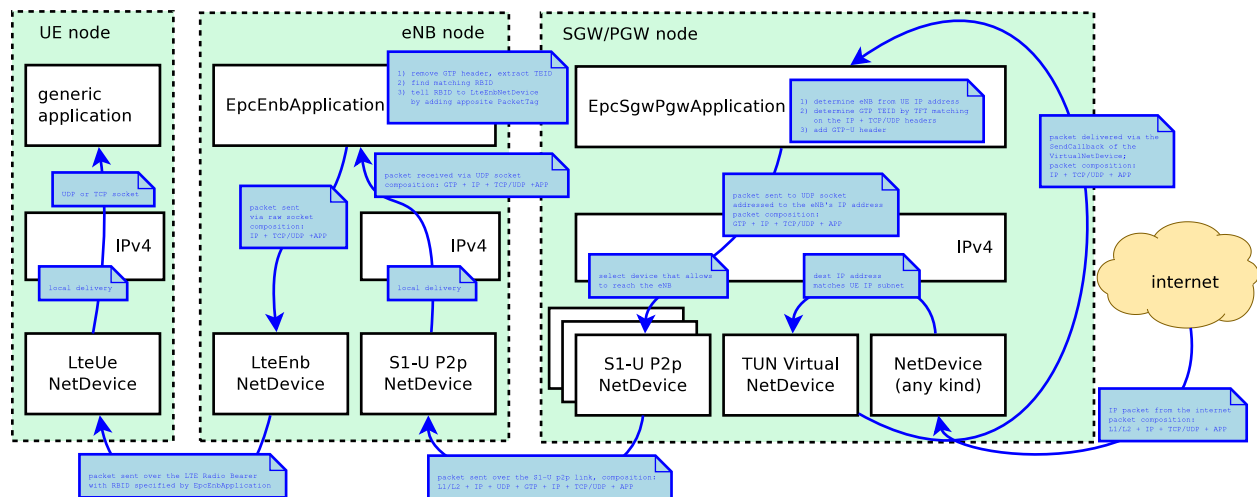 UE node
generic
application
UDP or TCP socket
IPv4
local delivery
LteUe
NetDevice
packet sent over the LTE Radio Bearer
with RBID specified by EpcEnbApplication
eNB node
EpcEnbApplication
1) remove GTP header, extract TEID
2) find matching RBID
3) tell RBID to LteEnbNetDevice
by adding apposite PacketTag
packet received via UDP socket
composition: GTP + IP + TCP/UDP +APP
packet sent
via raw socket
composition:
IP + TCP/UDP +APP
IPv4
local delivery
LteEnb
NetDevice
S1-U P2p
NetDevice
packet sent over the S1-U p2p link, composition:
L1/L2 + IP + UDP + GTP + IP + TCP/UDP + APP
SGW/PGW node
EpcSgwPgwApplication
1) determine eNB from UE IP address
2) determine GTP TEID by TFT matching
on the IP + TCP/UDP headers
3) add GTP-U header
packet delivered via the
SendCallback of the
VirtualNetDevice;
packet composition:
IP + TCP/UDP + APP
packet sent to UDP socket
addressed to the eNB's IP address
packet composition:
GTP + IP + TCP/UDP + APP
IPv4
select device that allows
to reach the eNB
dest IP address
matches UE IP subnet
S1-U P2p
NetDevice
TUN Virtual
NetDevice
NetDevice
(any kind)
internet
IP packet from the internet
packet composition:
L1/L2 + IP + TCP/UDP + APP